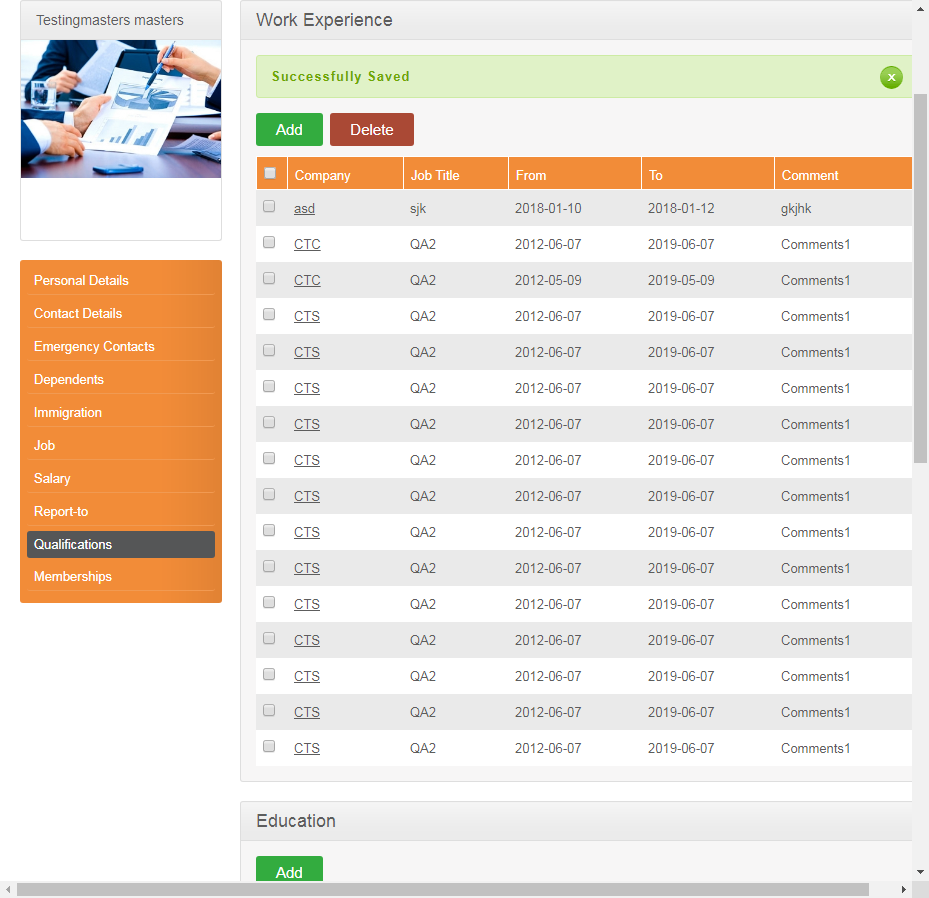 Testingmasters masters
Personal Details
Contact Details
Emergency Contacts
Dependents
Immigration
Job
Salary
Report-to
Qualifications
Memberships
Work Experience
Successfully Saved
x
Add Delete
Company Job Title From To Comment
asd sjk 2018-01-10 2018-01-12 gkjhk
CTC QA2 2012-06-07 2019-06-07 Comments1
CTC QA2 2012-05-09 2019-05-09 Comments1
CTS QA2 2012-06-07 2019-06-07 Comments1
CTS QA2 2012-06-07 2019-06-07 Comments1
CTS QA2 2012-06-07 2019-06-07 Comments1
CTS QA2 2012-06-07 2019-06-07 Comments1
CTS QA2 2012-06-07 2019-06-07 Comments1
CTS QA2 2012-06-07 2019-06-07 Comments1
CTS QA2 2012-06-07 2019-06-07 Comments1
CTS QA2 2012-06-07 2019-06-07 Comments1
CTS QA2 2012-06-07 2019-06-07 Comments1
CTS QA2 2012-06-07 2019-06-07 Comments1
CTS QA2 2012-06-07 2019-06-07 Comments1
CTS QA2 2012-06-07 2019-06-07 Comments1
CTS QA2 2012-06-07 2019-06-07 Comments1
Education
Add